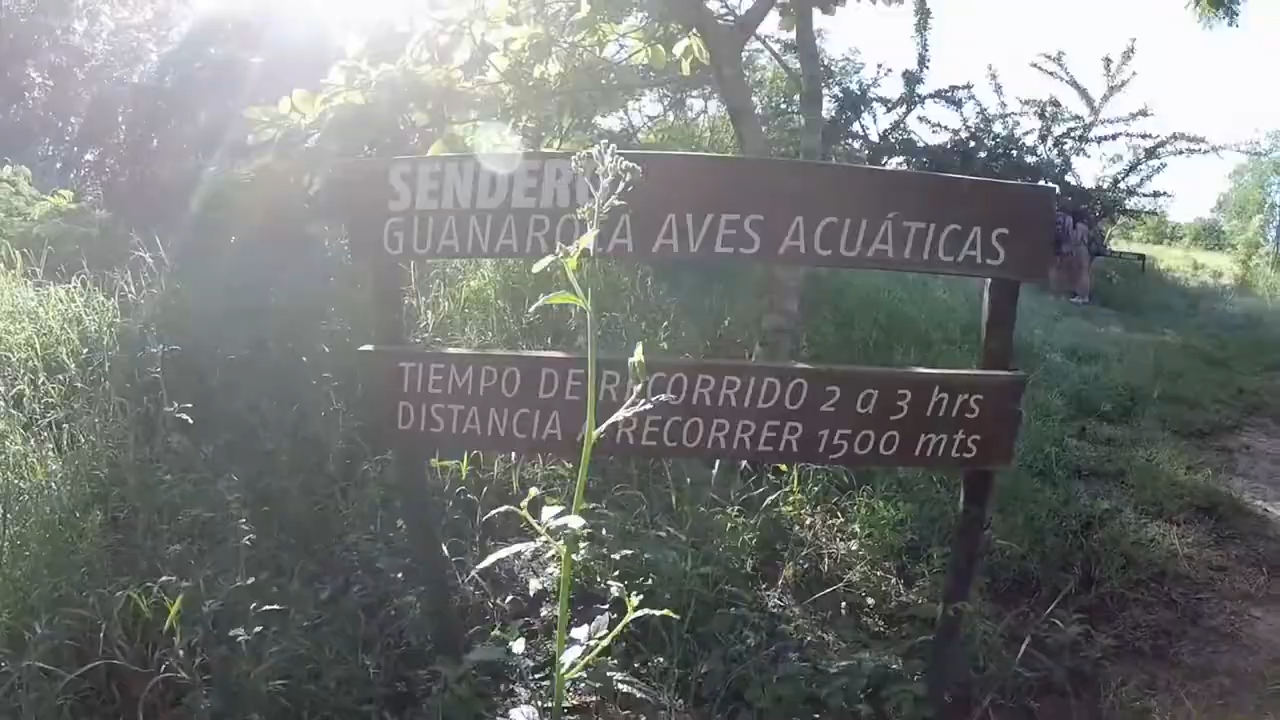 SENDERO
GUANAROCA AVES ACUÁTICAS
TIEMPO DE RECORRIDO 2 a 3 hrs
DISTANCIA A RECORRER 1500 mts